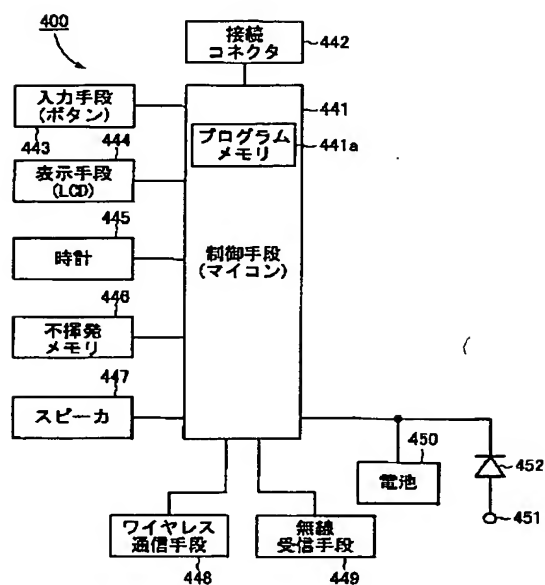 400
接続
コネクタ
442
入力手段
(ボタン)
443
441
プログラム
メモリ
441a
444
表示手段
(LCD)
制御手段
(マイコン)
445
時計
446
不揮発
メモリ
447
スピーカ
450
電池
452
451
ワイヤレス
通信手段
448
無線
受信手段
449